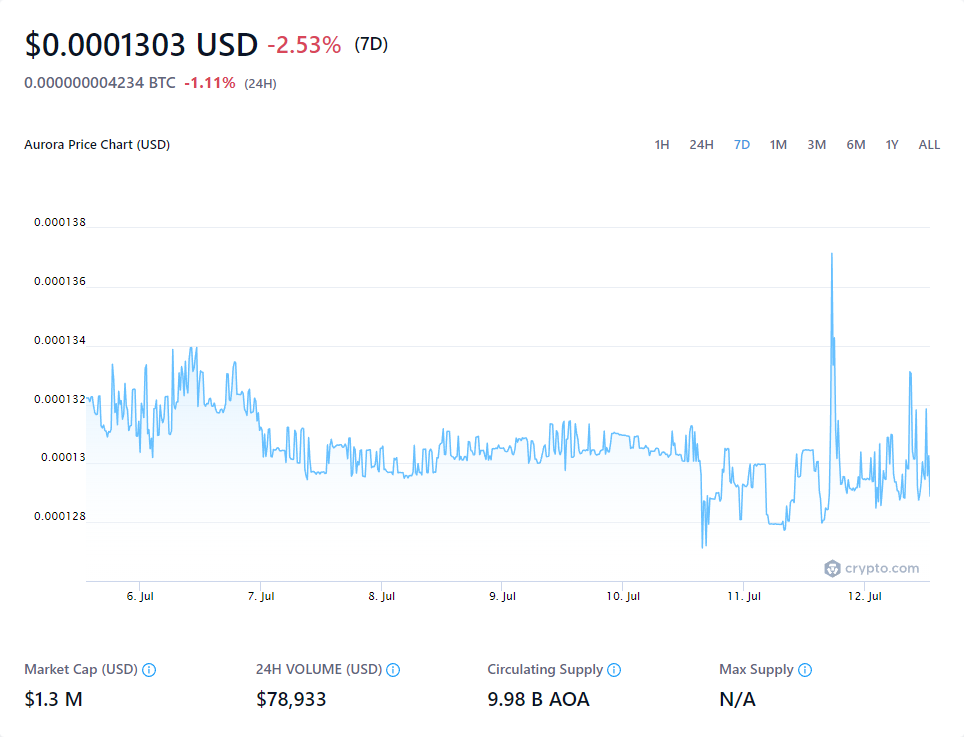 $0.0001303 USD -2.53% (7D)
0.000000004234 BTC -1.11% (24H)
Aurora Price Chart (USD) 1H 24H 7D 1M 3M 6M 1Y ALL
0.000138
0.000136
0.000134
0.000132
0.00013
0.000128
crypto.com
6. Jul 7. Jul 8. Jul 9. Jul 10. Jul 11. Jul 12. Jul
Market Cap (USD) 24H VOLUME (USD) Circulating Supply Max Supply
$1.3 M $78,933 9.98 B AOA N/A